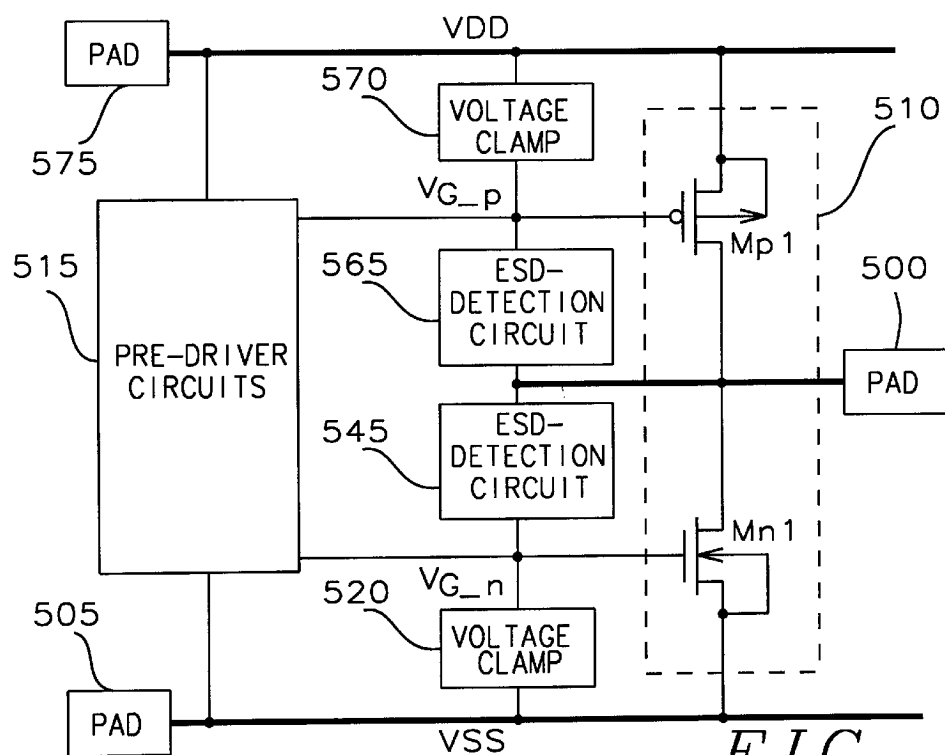 VDD
PAD
570
VOLTAGE
CLAMP
510
575
VG_p
Mp1
515
565
ESD-
DETECTION
CIRCUIT
500
PRE-DRIVER
CIRCUITS
PAD
545
ESD-
DETECTION
CIRCUIT
Mn1
VG_n
505
520
VOLTAGE
CLAMP
PAD
VSS